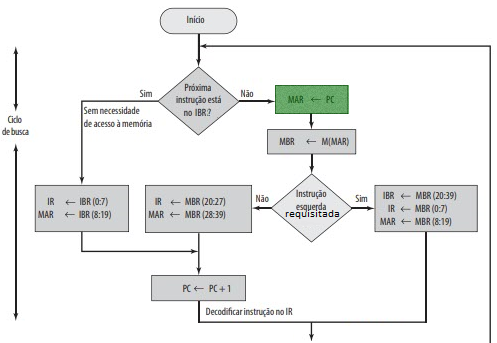 Início
Próxima
instrução está
no IBR?
Sim
Não
Sem necessidade
de acesso à memória
Ciclo
de busca
MAR ← PC
MBR ← M(MAR)
IR ← IBR (0:7)
MAR ← IBR (8:19)
IR ← MBR (20:27)
MAR ← MBR (28:39)
Não
Instrução
esquerda
requisitada
Sim
IBR ← MBR (20:39)
IR ← MBR (0:7)
MAR ← MBR (8:19)
PC ← PC + 1
Decodificar instrução no IR